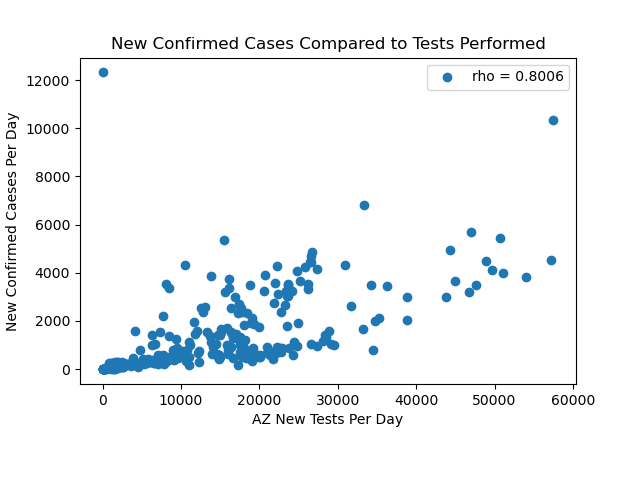 New Confirmed Cases Compared to Tests Performed
rho = 0.8006
12000
10000
8000
6000
4000
2000
0
New Confirmed Caeses Per Day
0 10000 20000 30000 40000 50000 60000
AZ New Tests Per Day